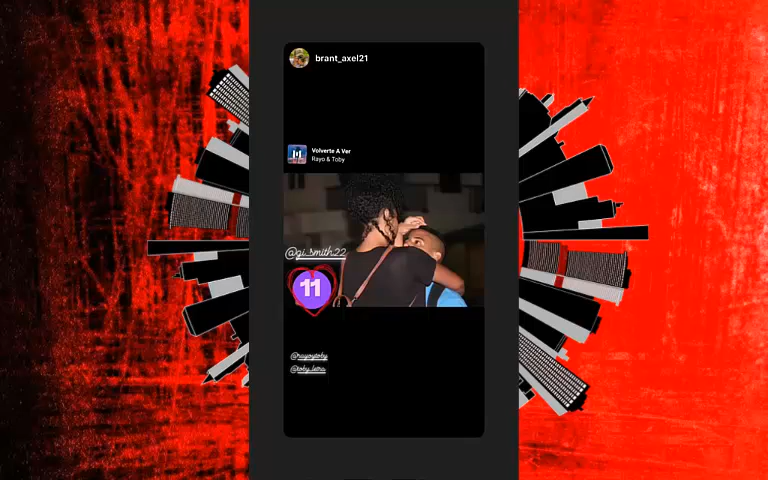 brant_axel21
Volverte A Ver
Rayo & Toby
@gi_smith22
11
@rayoytoby
@toby_letra